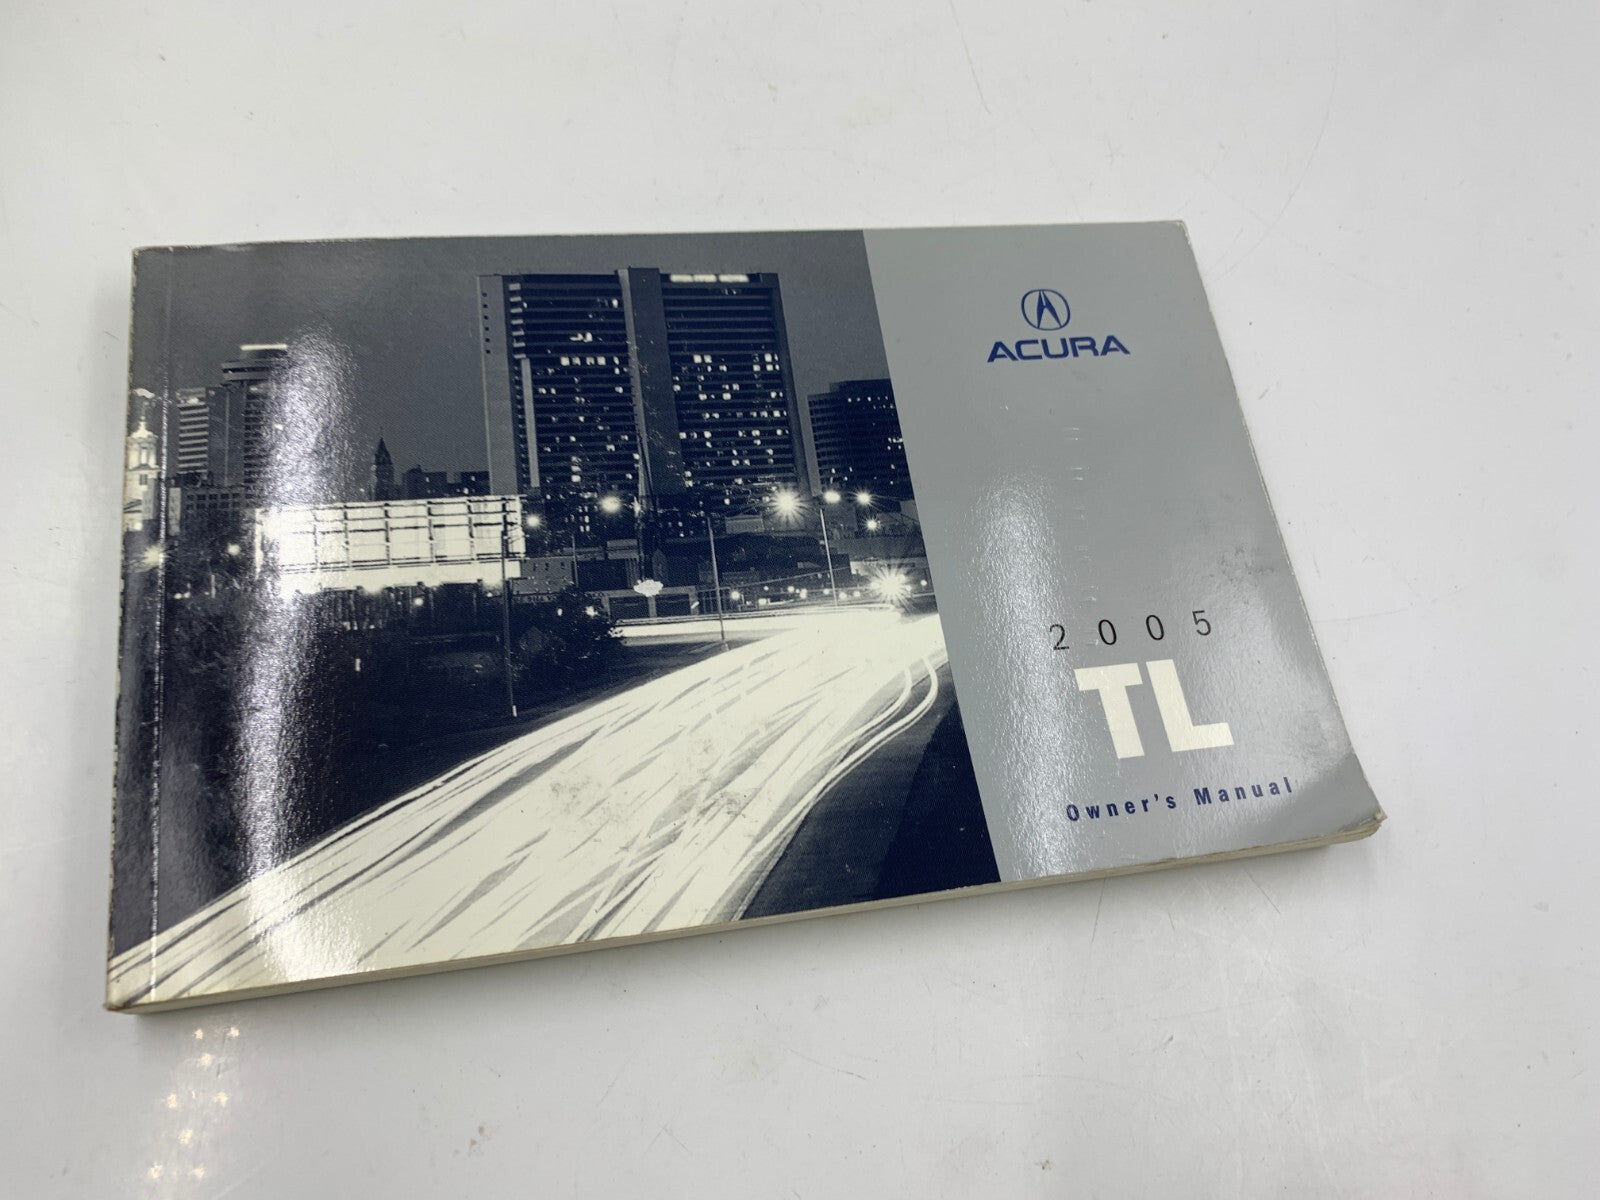 ACURA
2005
TL
Owner's Manual